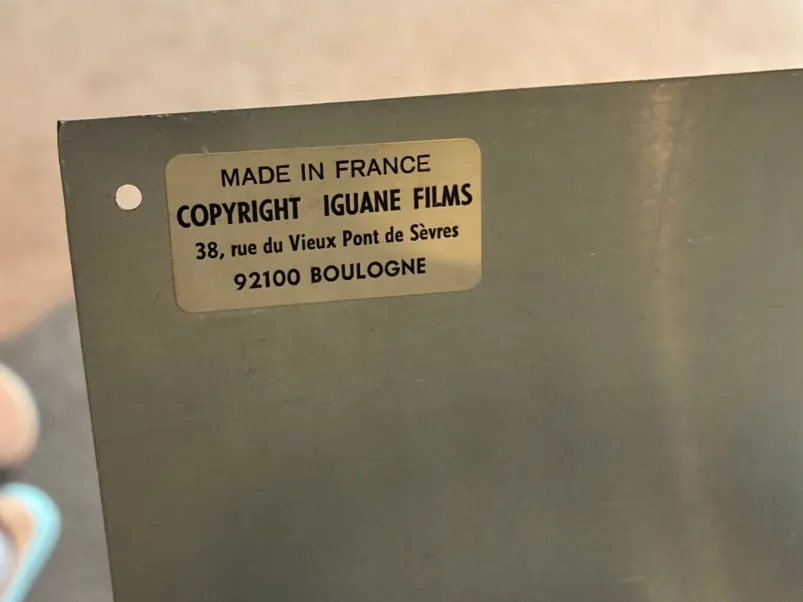 MADE IN FRANCE
COPYRIGHT IGUANE FILMS
38, rue du Vieux Pont de Sèvres
92100 BOULOGNE